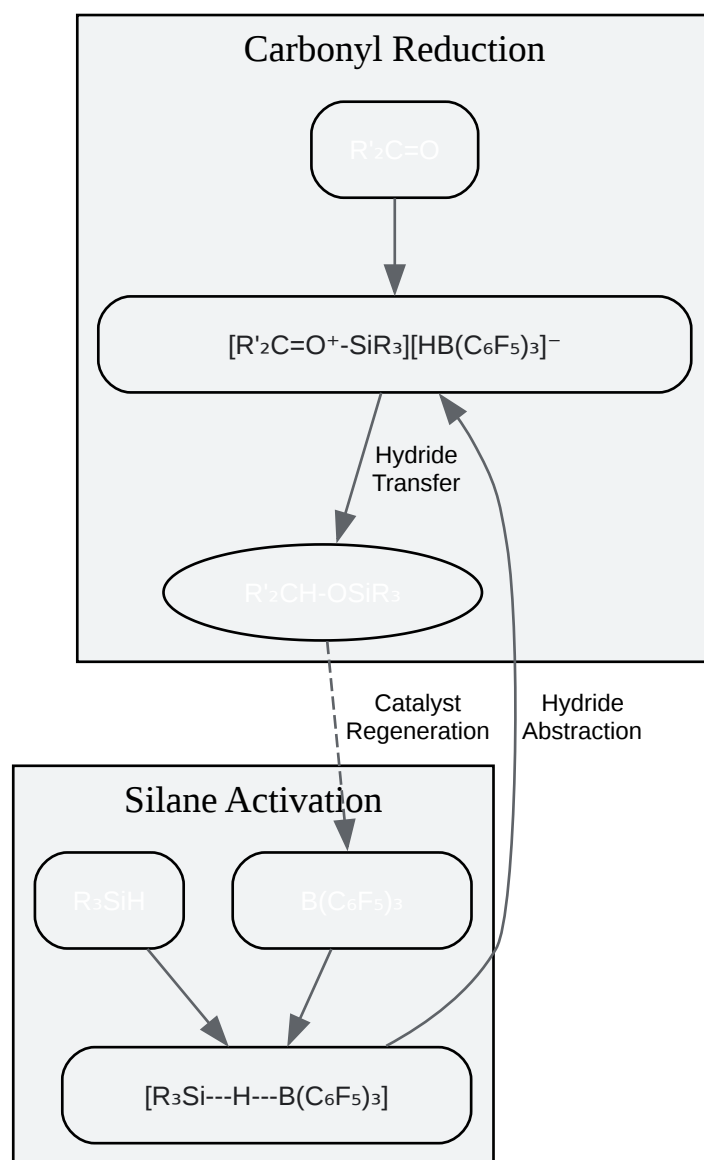 Carbonyl Reduction
R'₂C=O
[R'₂C=O⁺-SiR₃][HB(C₆F₅)₃]⁻
Hydride
Transfer
R'₂CH-OSiR₃
Catalyst
Regeneration
Hydride
Abstraction
Silane Activation
R₃SiH
B(C₆F₅)₃
[R₃Si---H---B(C₆F₅)₃]